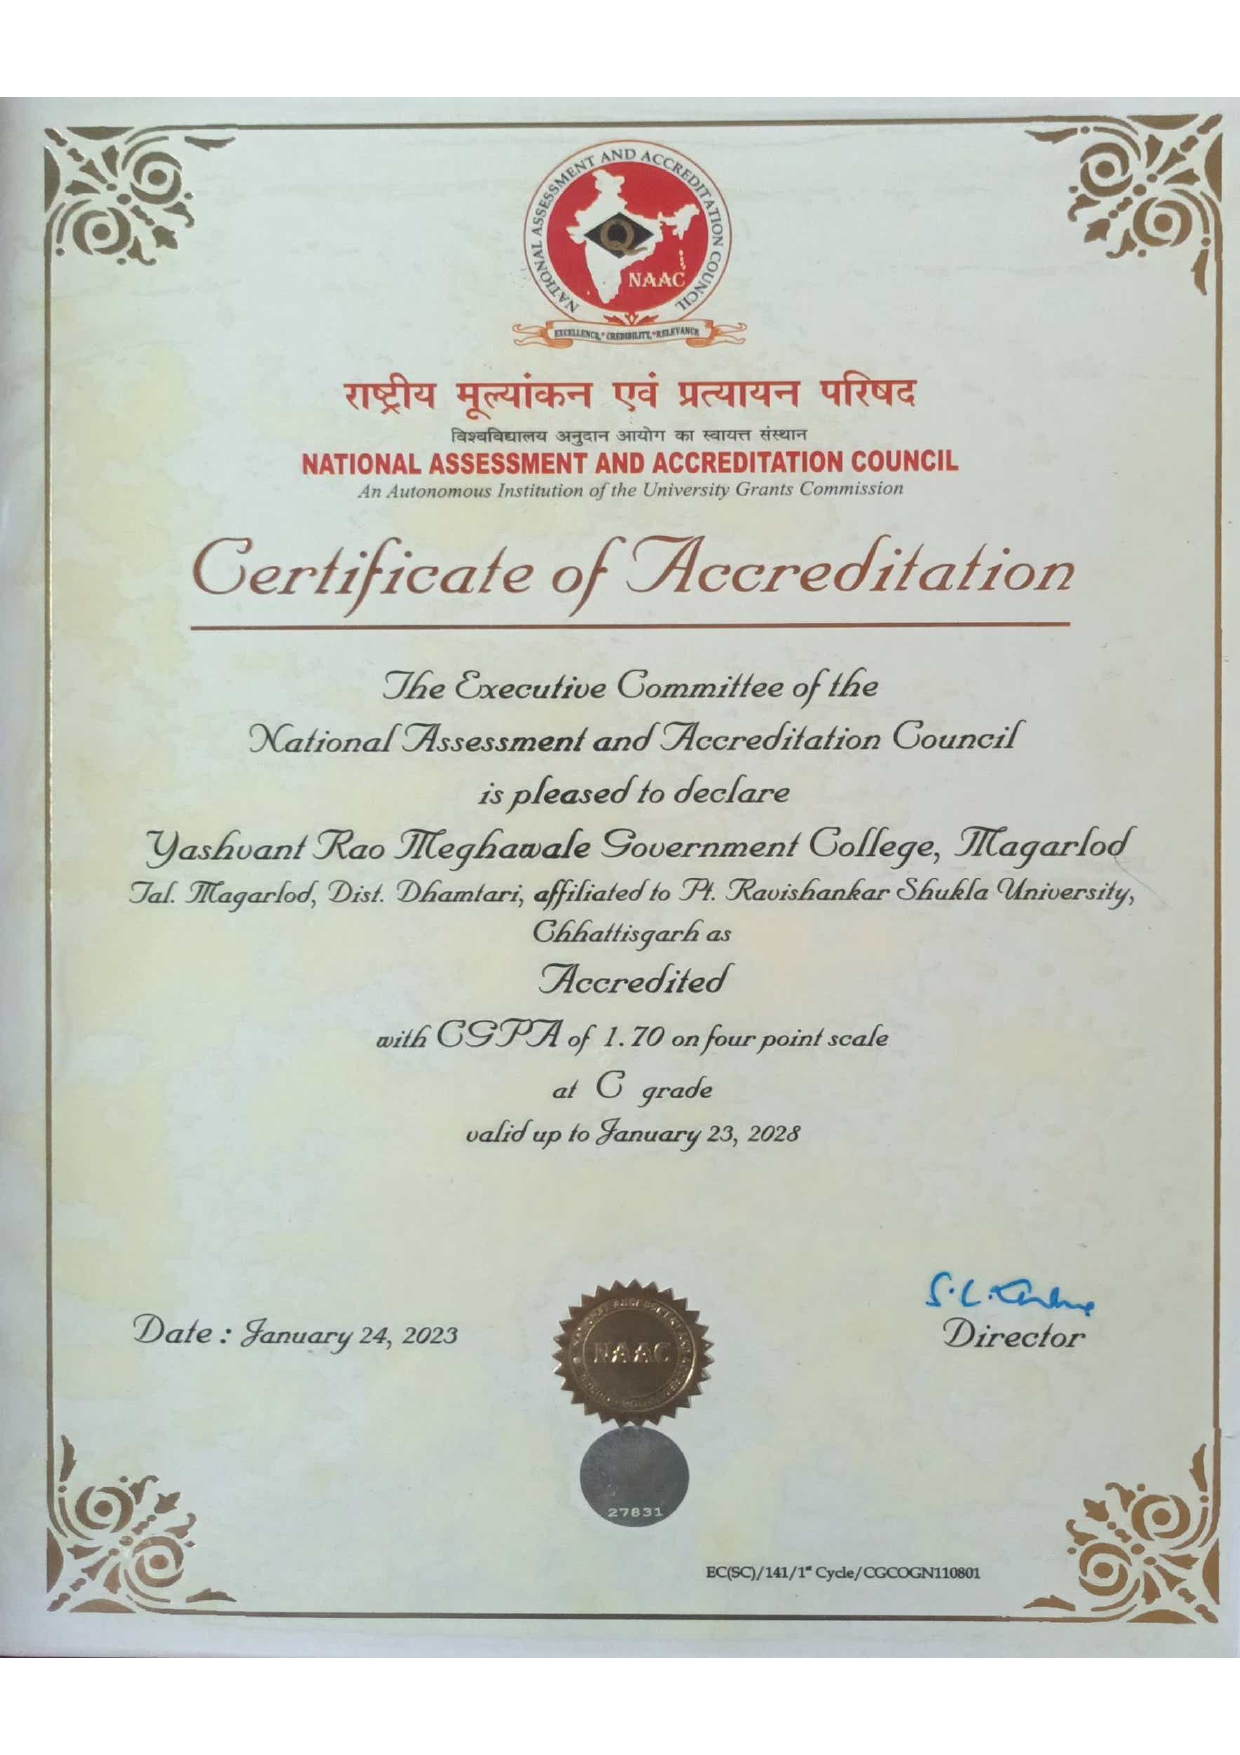 NATIONAL ASSESSMENT AND ACCREDITATION COUNCIL
NAAC
EXCELLENCE * CREDIBILITY * RELEVANCE
राष्ट्रीय मूल्यांकन एवं प्रत्यायन परिषद
विश्वविद्यालय अनुदान आयोग का स्वायत्त संस्थान
NATIONAL ASSESSMENT AND ACCREDITATION COUNCIL
An Autonomous Institution of the University Grants Commission
Certificate of Accreditation
The Executive Committee of the
National Assessment and Accreditation Council
is pleased to declare
Yashvant Rao Meghawale Government College, Magarlod
Tal. Magarlod, Dist. Dhamtari, affiliated to Pt. Ravishankar Shukla University,
Chhattisgarh as
Accredited
with CGPA of 1.70 on four point scale
at C grade
valid up to January 23, 2028
Date : January 24, 2023
Director
NAAC
27831
EC(SC)/141/1st Cycle/CGCOGN110801